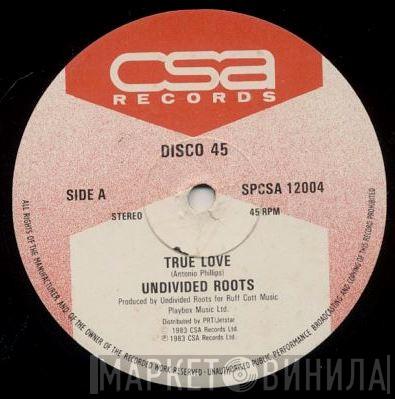 csa
RECORDS
DISCO 45
SIDE A
SPCSA 12004
STEREO
45 RPM
TRUE LOVE
(Antonio Phillips)
UNDIVIDED ROOTS
Produced by Undivided Roots for Ruff Cott Music
Playbox Music Ltd.
Distributed by PRT/Jetstar
© 1983 CSA Records Ltd.
℗ 1983 CSA Records Ltd.
ALL RIGHTS OF THE MANUFACTURER AND OF THE OWNER OF THE RECORDED WORK RESERVED - UNAUTHORISED PUBLIC PERFORMANCE BROADCASTING AND COPYING OF THIS RECORD PROHIBITED
МАРКЕТ ВИНИЛА